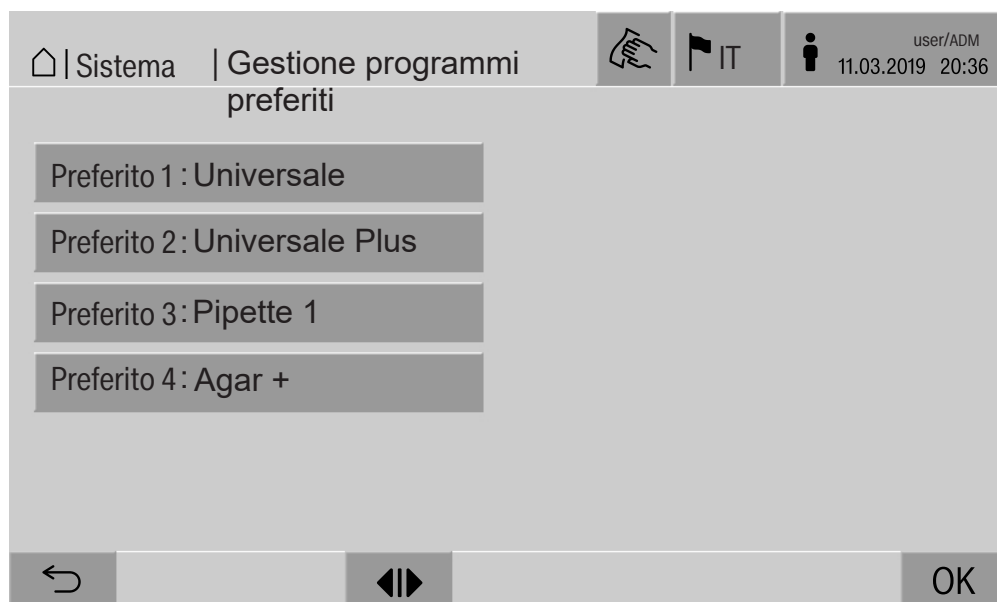 Sistema | Gestione programmi
preferiti
IT
user/ADM
11.03.2019 20:36
Preferito 1: Universale
Preferito 2: Universale Plus
Preferito 3: Pipette 1
Preferito 4: Agar +
OK